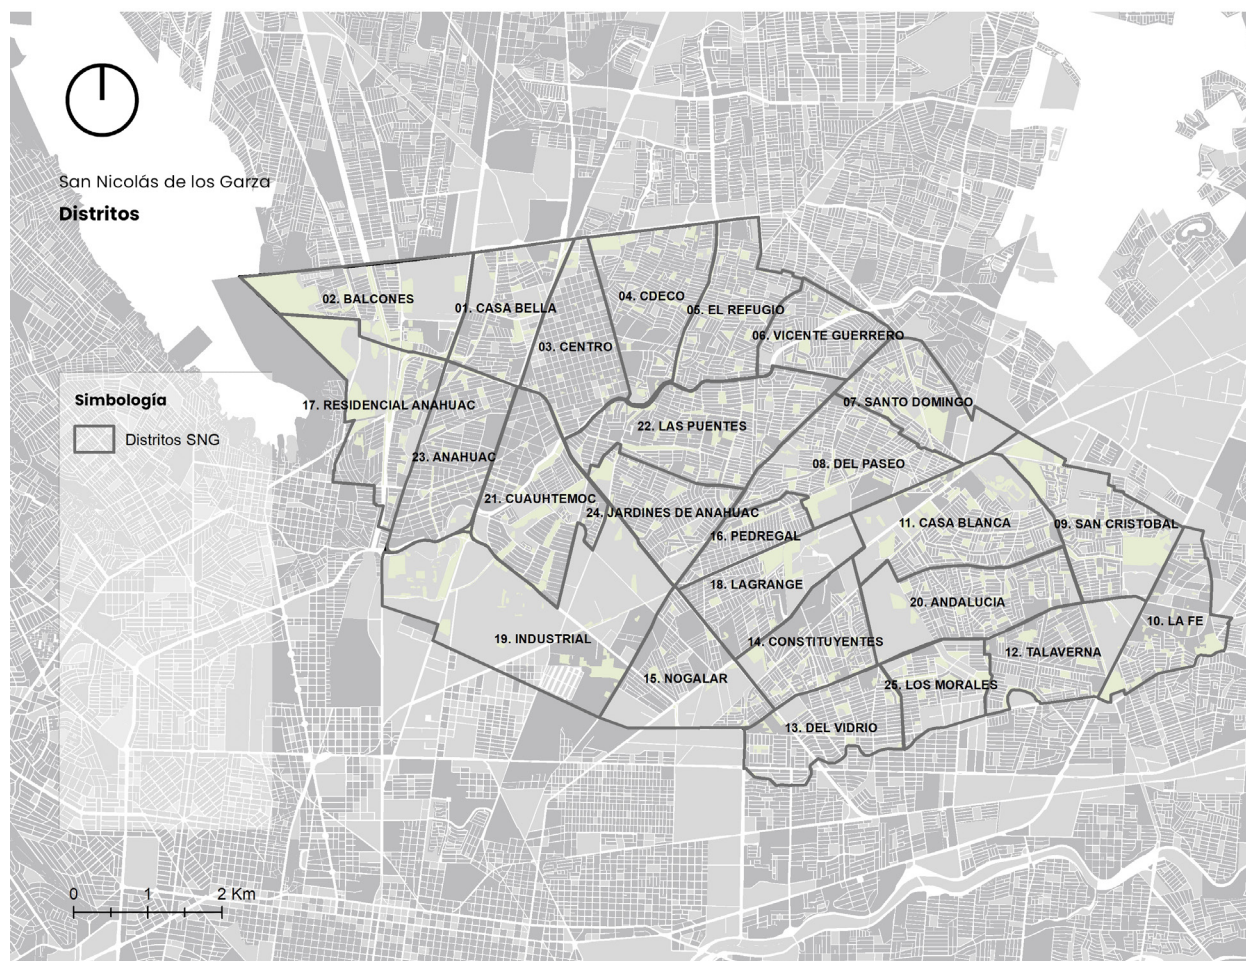 San Nicolás de los Garza
Distritos
02. BALCONES
01. CASA BELLA
04. CDECO
05. EL REFUGIO
06. VICENTE GUERRERO
03. CENTRO
Simbología
Distritos SNG
17. RESIDENCIAL ANAHUAC
07. SANTO DOMINGO
22. LAS PUENTES
23. ANAHUAC
08. DEL PASEO
21. CUAUHTEMOC
24. JARDINES DE ANAHUAC
11. CASA BLANCA
09. SAN CRISTOBAL
16. PEDREGAL
18. LAGRANGE
20. ANDALUCIA
10. LA FE
19. INDUSTRIAL
14. CONSTITUYENTES
12. TALAVERNA
15. NOGALAR
25. LOS MORALES
13. DEL VIDRIO
0 1 2 Km